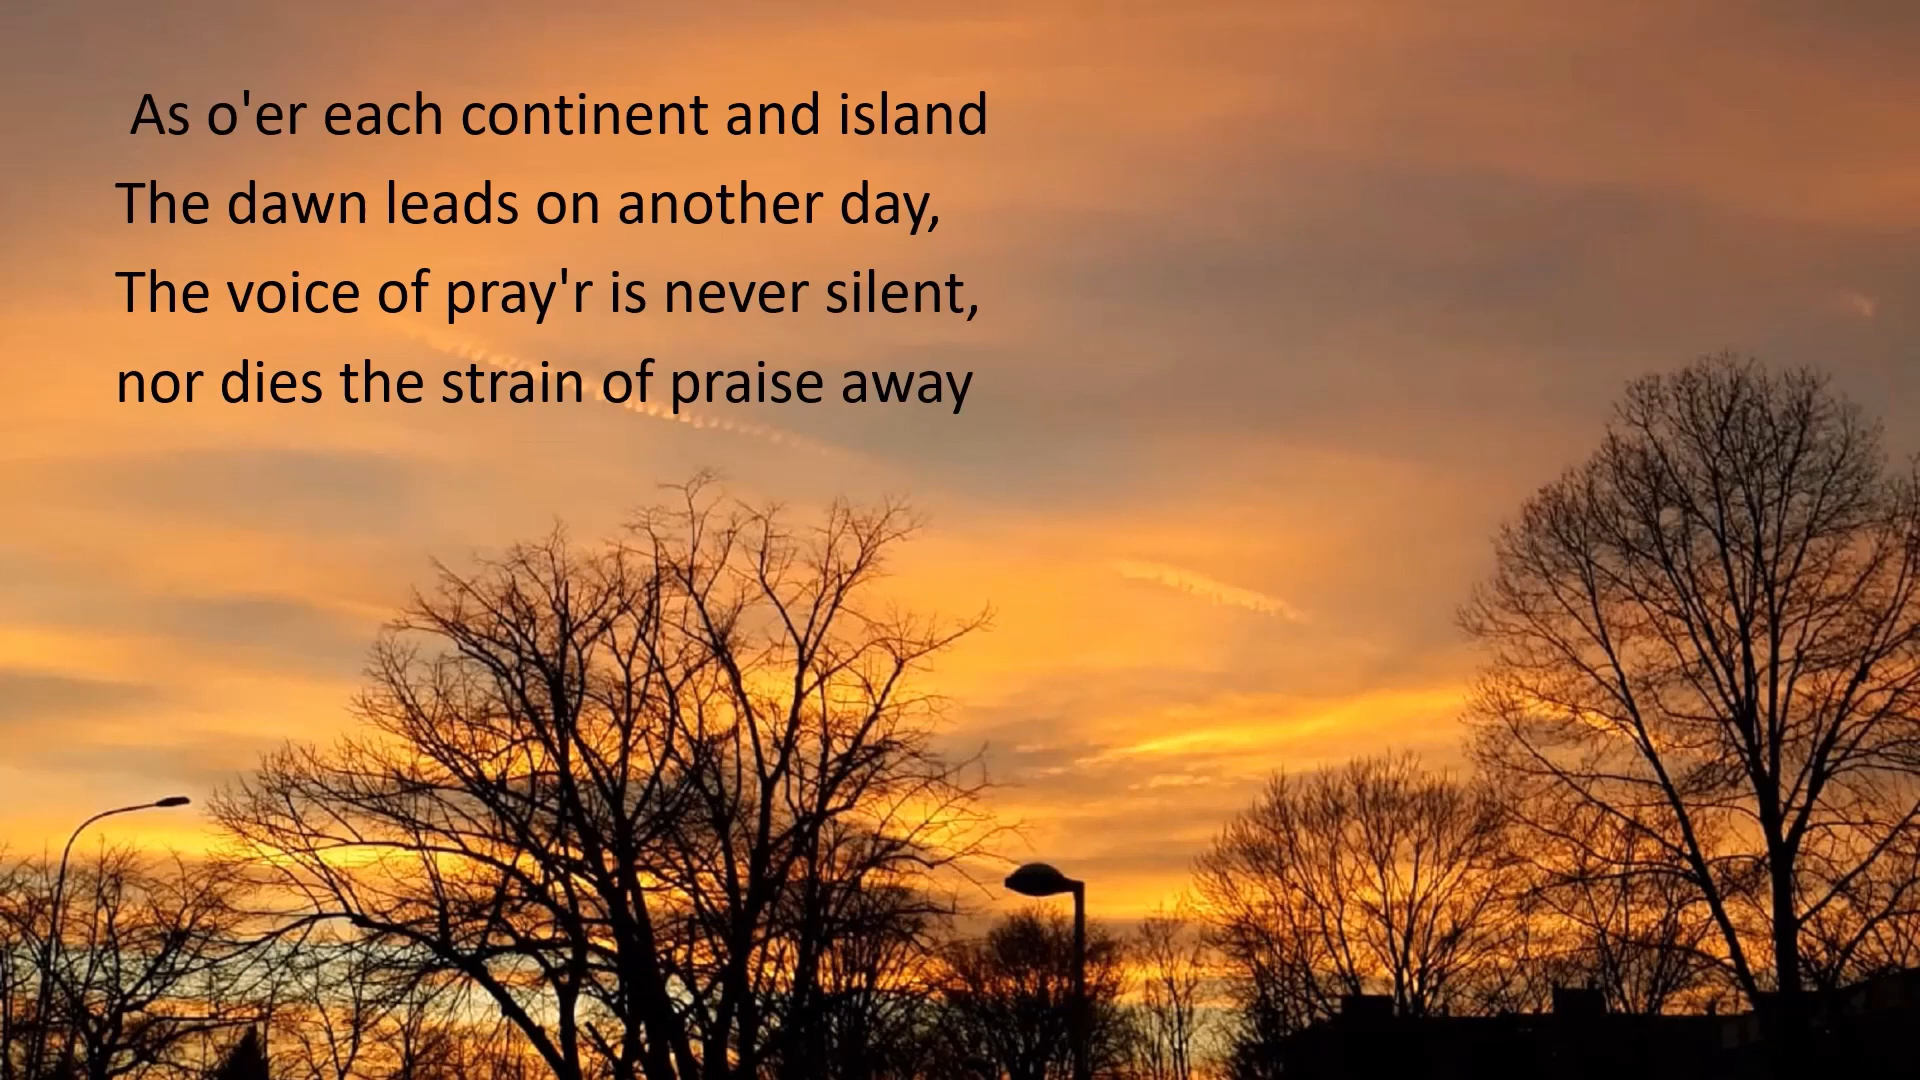 As o'er each continent and island
The dawn leads on another day,
The voice of pray'r is never silent,
nor dies the strain of praise away